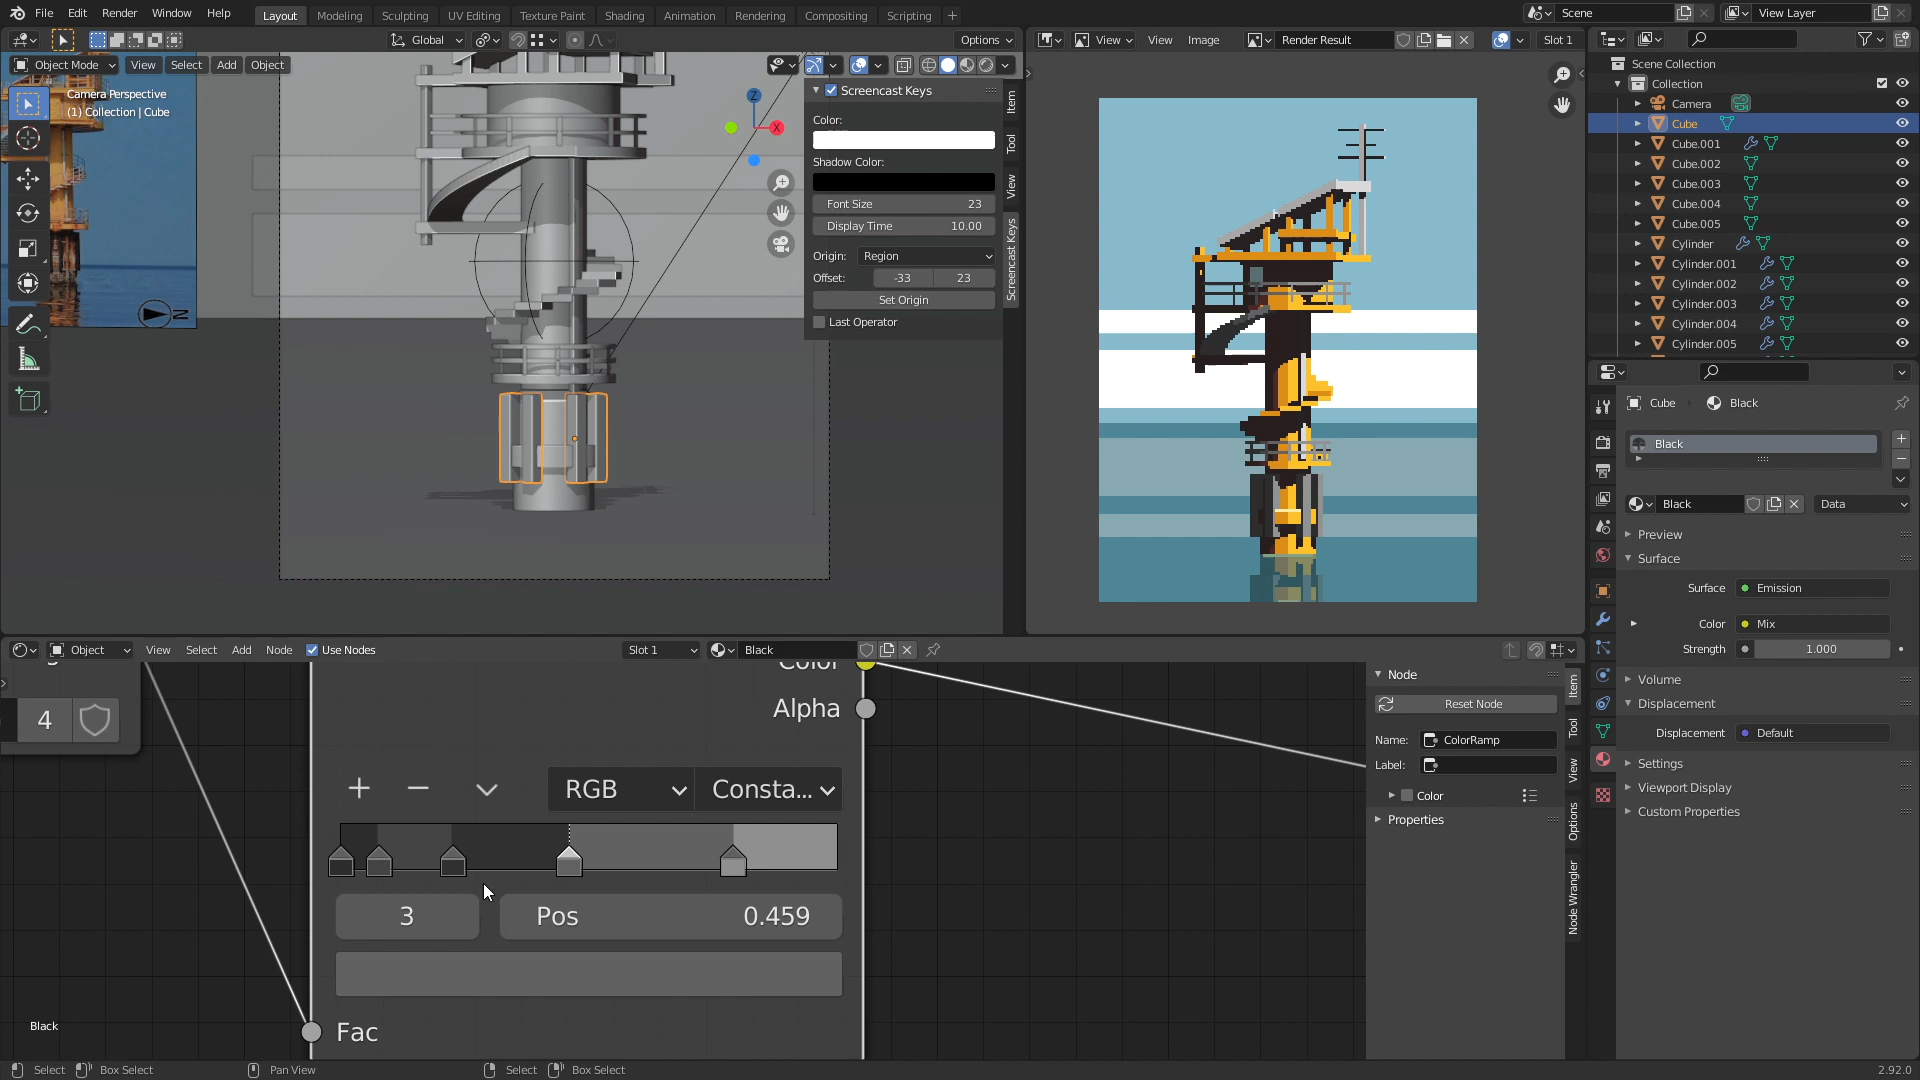 File Edit Render Window Help Layout Modeling Sculpting UV Editing Texture Paint Shading Animation Rendering Compositing Scripting Scene View Layer
Global Options View View Image Render Result Slot 1
Object Mode View Select Add Object
Camera Perspective
(1) Collection | Cube
Z
X
Screencast Keys
Color:
Shadow Color:
Font Size 23
Display Time 10.00
Origin: Region
Offset: -33 23
Set Origin
Last Operator
Item
Tool
View
Screencast Keys
Scene Collection
Collection
Camera
Cube
Cube.001
Cube.002
Cube.003
Cube.004
Cube.005
Cylinder
Cylinder.001
Cylinder.002
Cylinder.003
Cylinder.004
Cylinder.005
Cube Black
Black
Black Data
Preview
Surface
Surface Emission
Color Mix
Strength 1.000
Volume
Displacement
Displacement Default
Settings
Viewport Display
Custom Properties
Object View Select Add Node Use Nodes Slot 1 Black
4
Color
Alpha
RGB Consta...
3 Pos 0.459
Fac
Black
Node
Reset Node
Name: ColorRamp
Label:
Color
Properties
Item
Tool
View
Options
Node Wrangler
Select Box Select Pan View Select Box Select 2.92.0